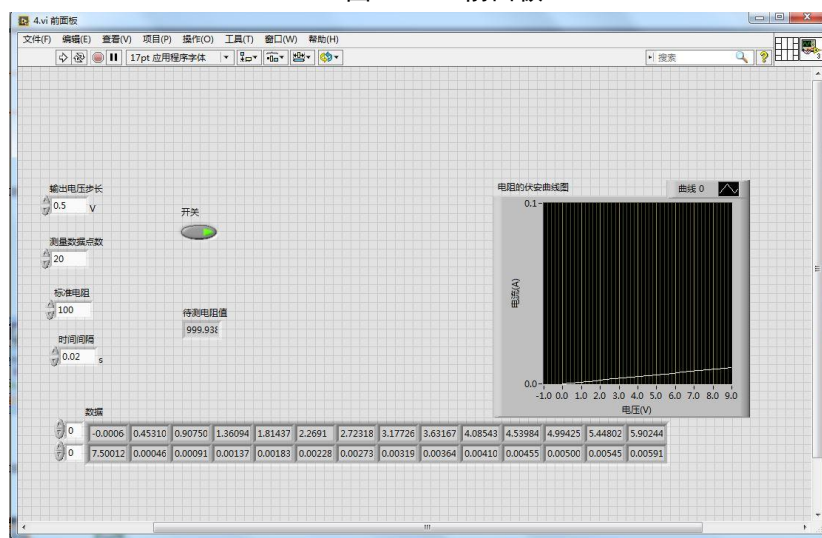 4.vi 前面板
文件(F) 编辑(E) 查看(V) 项目(P) 操作(O) 工具(T) 窗口(W) 帮助(H)
17pt 应用程序字体
搜索
3
输出电压步长
0.5 V
测量数据点数
20
标准电阻
100
时间间隔
0.02 s
开关
待测电阻值
999.938
电阻的伏安曲线图
曲线 0
0.1
电流(A)
0.0
-1.0 0.0 1.0 2.0 3.0 4.0 5.0 6.0 7.0 8.0 9.0
电压(V)
数据
0 -0.0006 0.45310 0.90750 1.36094 1.81437 2.2691 2.72318 3.17726 3.63167 4.08543 4.53984 4.99425 5.44802 5.90244
0 7.50012 0.00046 0.00091 0.00137 0.00183 0.00228 0.00273 0.00319 0.00364 0.00410 0.00455 0.00500 0.00545 0.00591